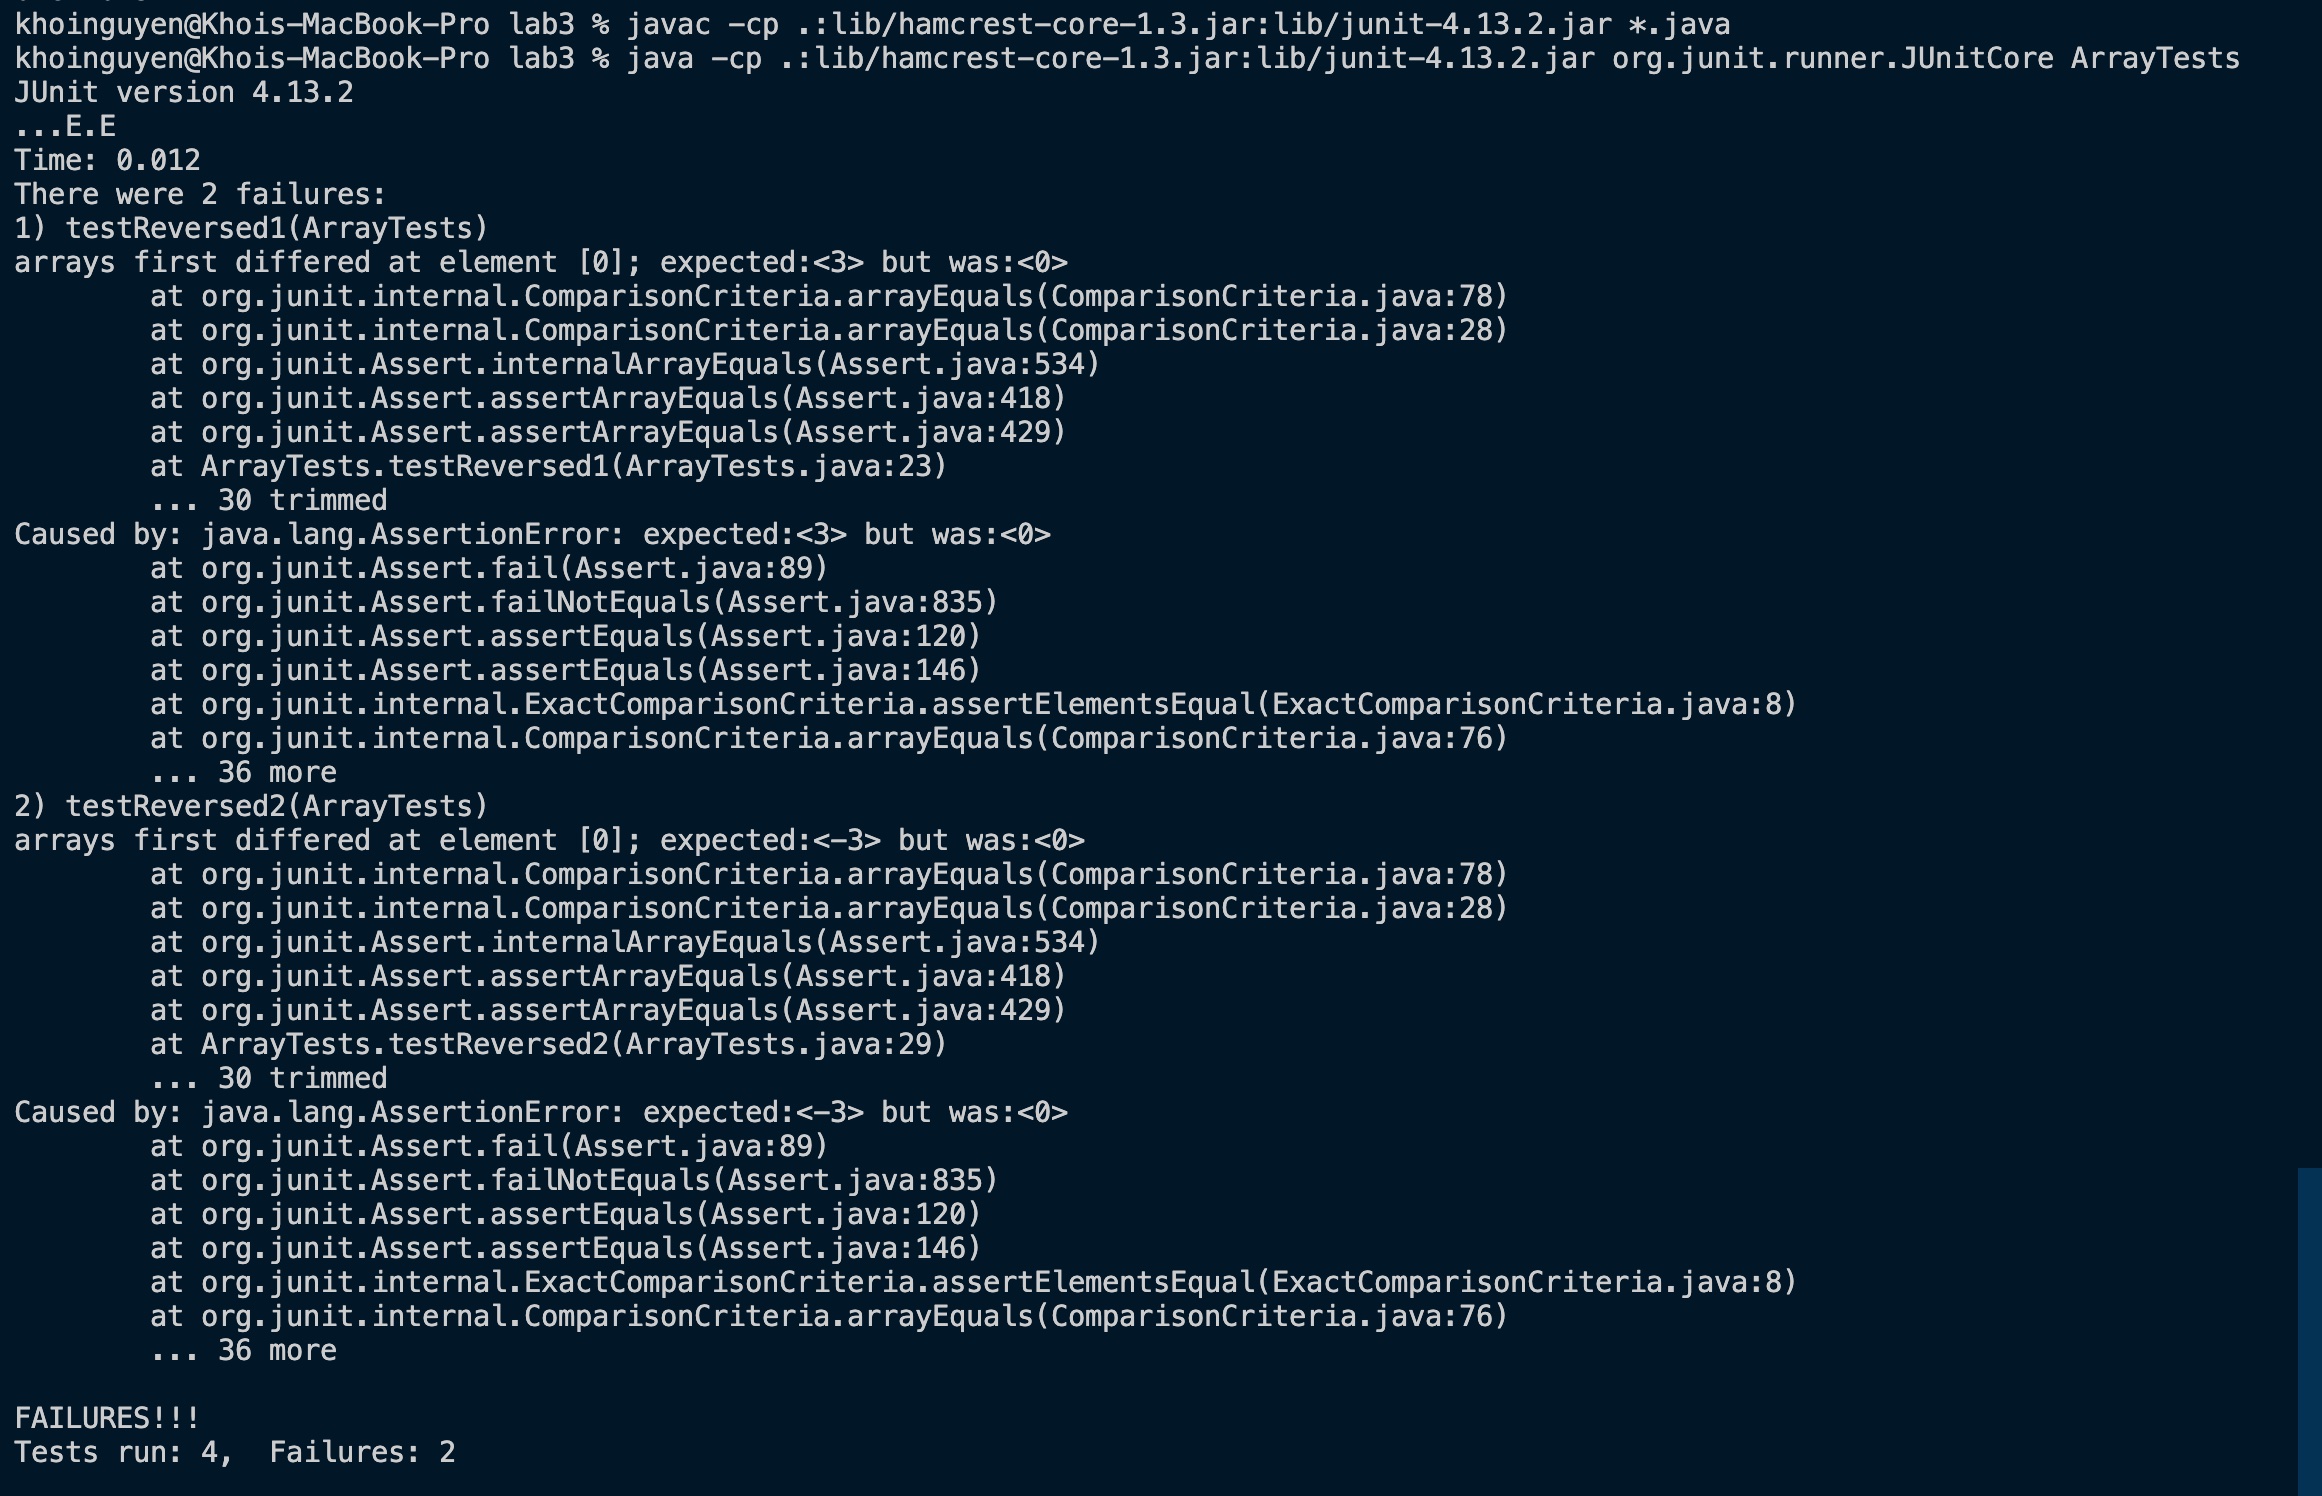 khoinguyen@Khois-MacBook-Pro lab3 % javac -cp .:lib/hamcrest-core-1.3.jar:lib/junit-4.13.2.jar *.java
khoinguyen@Khois-MacBook-Pro lab3 % java -cp .:lib/hamcrest-core-1.3.jar:lib/junit-4.13.2.jar org.junit.runner.JUnitCore ArrayTests
JUnit version 4.13.2
...E.E
Time: 0.012
There were 2 failures:
1) testReversed1(ArrayTests)
arrays first differed at element [0]; expected:<3> but was:<0>
        at org.junit.internal.ComparisonCriteria.arrayEquals(ComparisonCriteria.java:78)
        at org.junit.internal.ComparisonCriteria.arrayEquals(ComparisonCriteria.java:28)
        at org.junit.Assert.internalArrayEquals(Assert.java:534)
        at org.junit.Assert.assertArrayEquals(Assert.java:418)
        at org.junit.Assert.assertArrayEquals(Assert.java:429)
        at ArrayTests.testReversed1(ArrayTests.java:23)
        ... 30 trimmed
Caused by: java.lang.AssertionError: expected:<3> but was:<0>
        at org.junit.Assert.fail(Assert.java:89)
        at org.junit.Assert.failNotEquals(Assert.java:835)
        at org.junit.Assert.assertEquals(Assert.java:120)
        at org.junit.Assert.assertEquals(Assert.java:146)
        at org.junit.internal.ExactComparisonCriteria.assertElementsEqual(ExactComparisonCriteria.java:8)
        at org.junit.internal.ComparisonCriteria.arrayEquals(ComparisonCriteria.java:76)
        ... 36 more
2) testReversed2(ArrayTests)
arrays first differed at element [0]; expected:<-3> but was:<0>
        at org.junit.internal.ComparisonCriteria.arrayEquals(ComparisonCriteria.java:78)
        at org.junit.internal.ComparisonCriteria.arrayEquals(ComparisonCriteria.java:28)
        at org.junit.Assert.internalArrayEquals(Assert.java:534)
        at org.junit.Assert.assertArrayEquals(Assert.java:418)
        at org.junit.Assert.assertArrayEquals(Assert.java:429)
        at ArrayTests.testReversed2(ArrayTests.java:29)
        ... 30 trimmed
Caused by: java.lang.AssertionError: expected:<-3> but was:<0>
        at org.junit.Assert.fail(Assert.java:89)
        at org.junit.Assert.failNotEquals(Assert.java:835)
        at org.junit.Assert.assertEquals(Assert.java:120)
        at org.junit.Assert.assertEquals(Assert.java:146)
        at org.junit.internal.ExactComparisonCriteria.assertElementsEqual(ExactComparisonCriteria.java:8)
        at org.junit.internal.ComparisonCriteria.arrayEquals(ComparisonCriteria.java:76)
        ... 36 more
FAILURES!!!
Tests run: 4,  Failures: 2